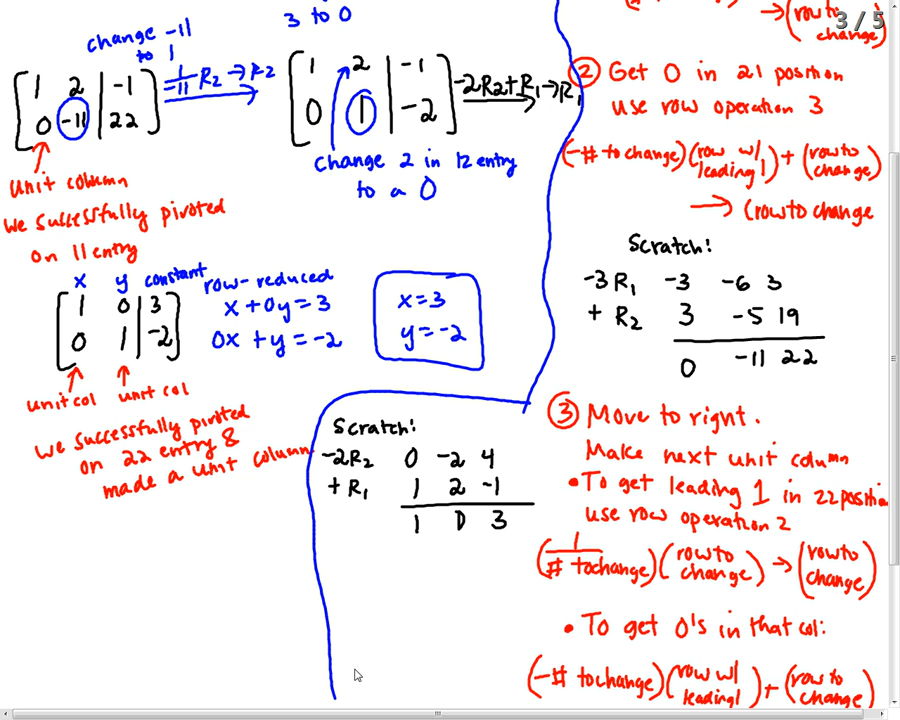 3 to 0
change -11
to 1
1 2 | -1
0 -11 | 22
1/-11 R2 → R2
1 2 | -1
0 1 | -2
-2R2 + R1 → R1
change 2 in 12 entry
to a 0
Unit column
We successfully pivoted
on 11 entry
x y constant
1 0 | 3
0 1 | -2
row-reduced
x + 0y = 3
0x + y = -2
x = 3
y = -2
unit col unit col
We successfully pivoted
on 22 entry &
made a unit column
Scratch!
-2R2 0 -2 4
+ R1 1 2 -1
1 0 3
→ (row to
change)
3 / 5
② Get 0 in 21 position
use row operation 3
(-# to change)(row w/ leading 1) + (row to change)
→ (row to change
Scratch!
-3R1 -3 -6 3
+ R2 3 -5 19
0 -11 22
③ Move to right.
Make next unit column
• To get leading 1 in 22 positio
use row operation 2
(1/# to change)(row to change) → (row to change)
• To get 0's in that col:
(-# to change)(row w/ leading 1) + (row to change)